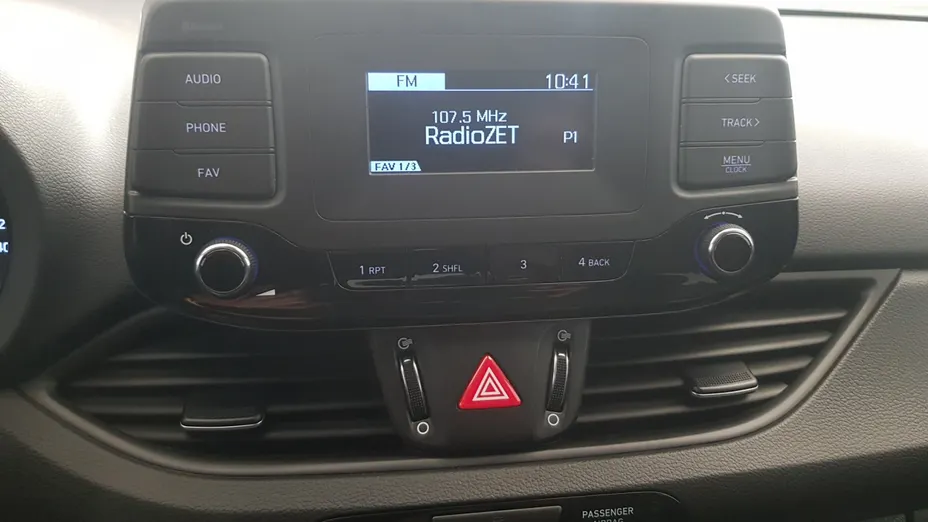 AUDIO
PHONE
FAV
FM 10:41
107.5 MHz
RadioZET
P1
FAV 1/3
< SEEK
TRACK >
MENU
CLOCK
1 RPT
2 SHFL
3
4 BACK
PASSENGER